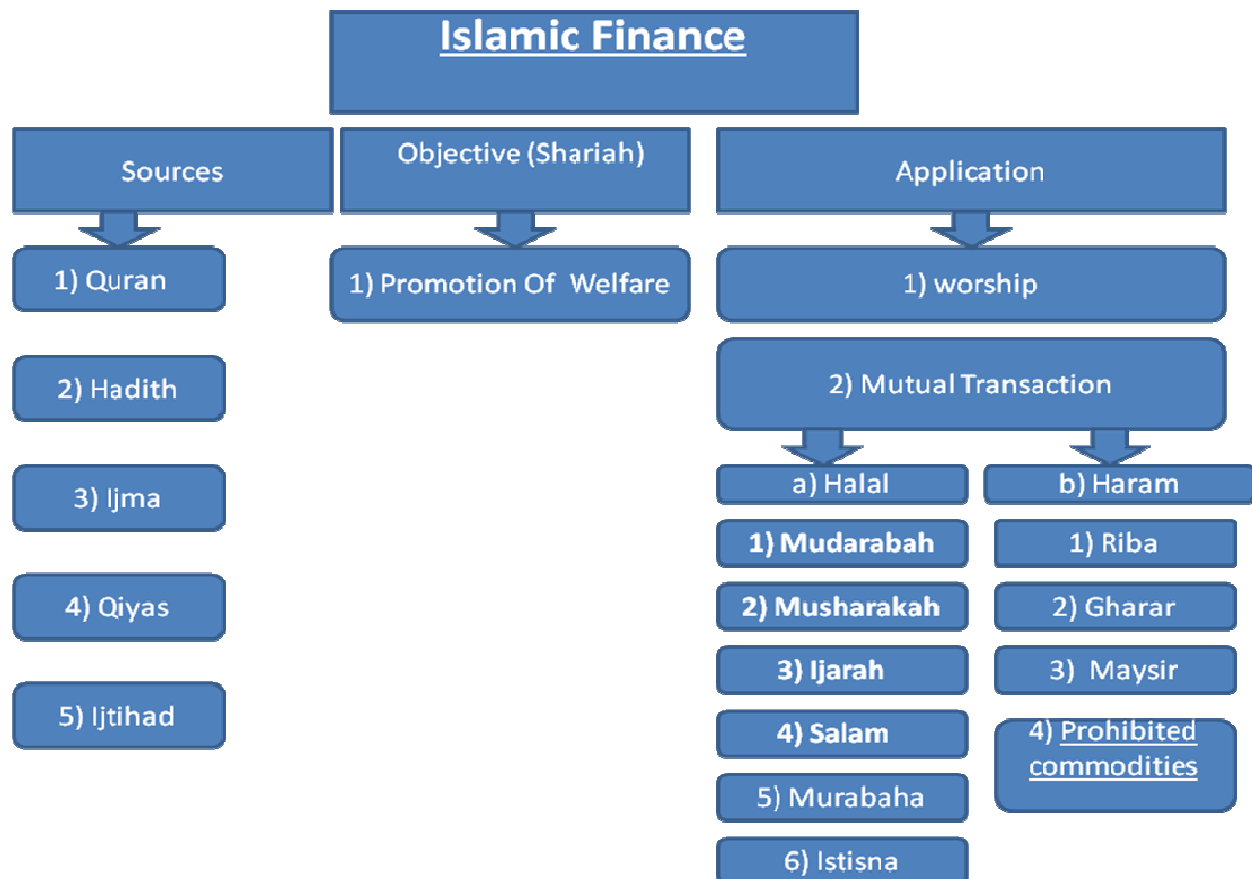 Islamic Finance
Sources
Objective (Shariah)
Application
1) Quran
2) Hadith
3) Ijma
4) Qiyas
5) Ijtihad
1) Promotion Of Welfare
1) worship
2) Mutual Transaction
a) Halal
1) Mudarabah
2) Musharakah
3) Ijarah
4) Salam
5) Murabaha
6) Istisna
b) Haram
1) Riba
2) Gharar
3) Maysir
4) Prohibited
commodities